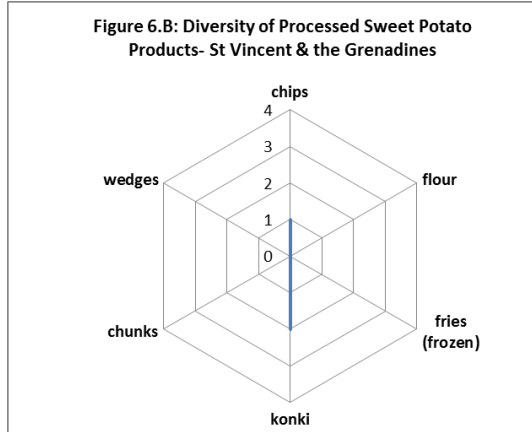 Figure 6.B: Diversity of Processed Sweet Potato
Products- St Vincent & the Grenadines
chips
4
3
2
1
0
wedges
flour
chunks
fries
(frozen)
konki